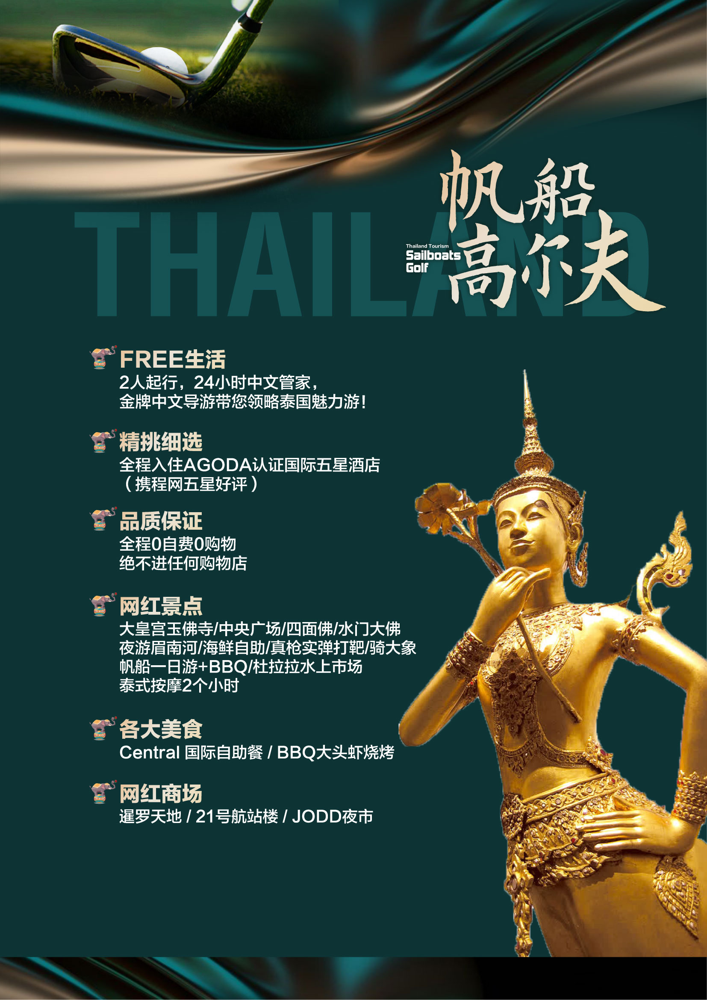 帆船
高尔夫
THAILAND
Thailand Tourism
Sailboats
Golf
FREE生活
2人起行，24小时中文管家，
金牌中文导游带您领略泰国魅力游！
精挑细选
全程入住AGODA认证国际五星酒店
（携程网五星好评）
品质保证
全程0自费0购物
绝不进任何购物店
网红景点
大皇宫玉佛寺/中央广场/四面佛/水门大佛
夜游眉南河/海鲜自助/真枪实弹打靶/骑大象
帆船一日游+BBQ/杜拉拉水上市场
泰式按摩2个小时
各大美食
Central 国际自助餐 / BBQ大头虾烧烤
网红商场
暹罗天地 / 21号航站楼 / JODD夜市